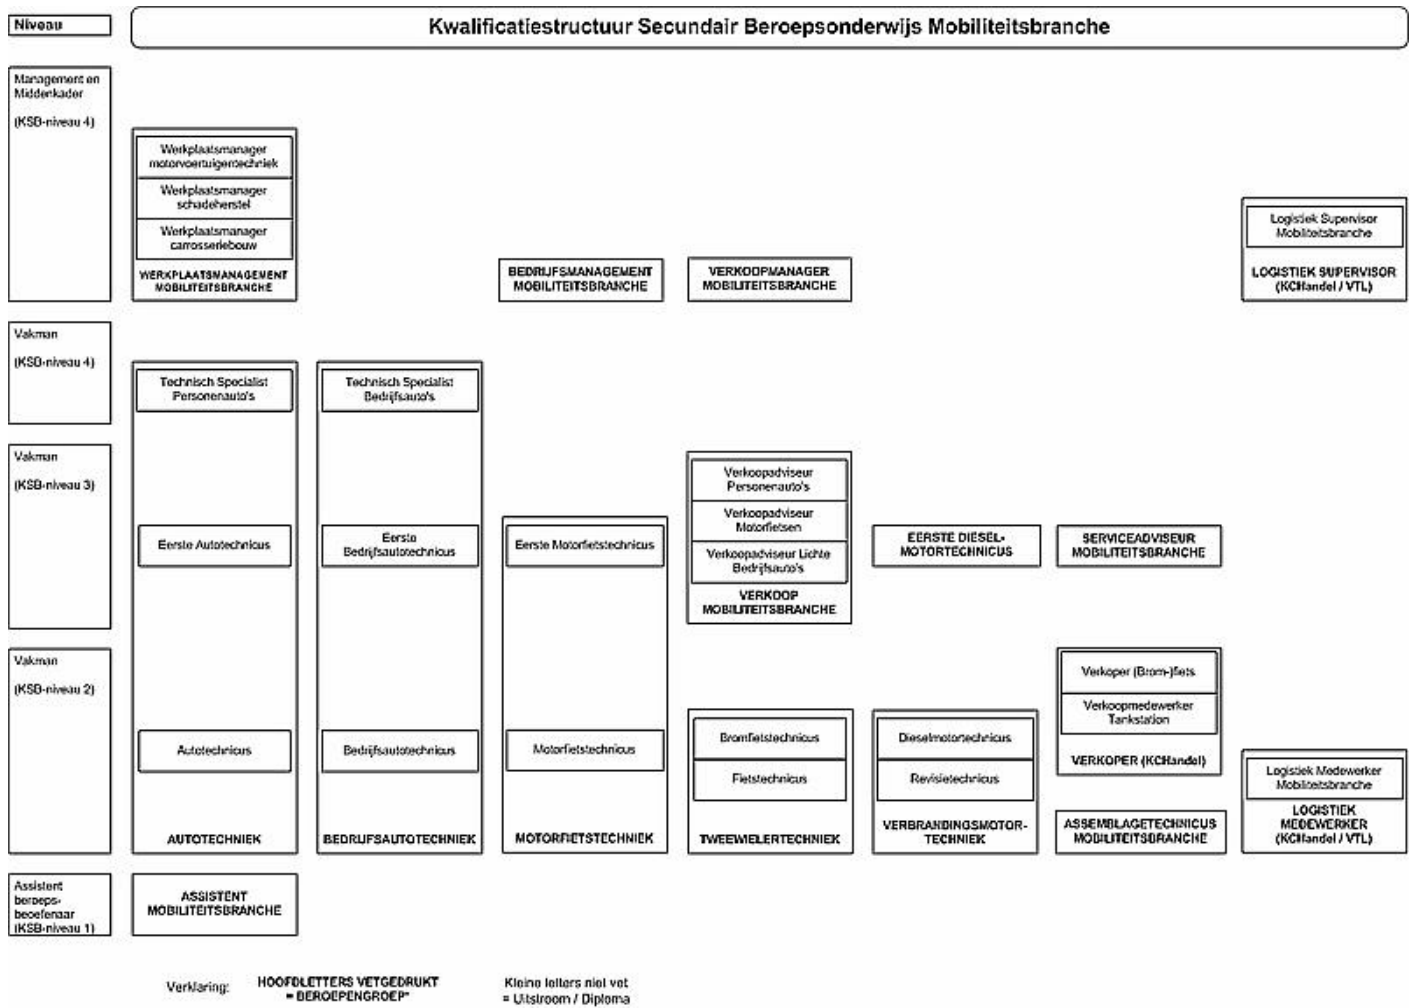 Niveau
Kwalificatiestructuur Secundair Beroepsonderwijs Mobiliteitsbranche
Management en
Middenkader
(KSB-niveau 4)
Werkplaatsmanager
motorvoertuigentechniek
Werkplaatsmanager
schadeherstel
Werkplaatsmanager
carrosseriebouw
WERKPLAATSMANAGEMENT
MOBILITEITSBRANCHE
BEDRIJFSMANAGEMENT
MOBILITEITSBRANCHE
VERKOOPMANAGER
MOBILITEITSBRANCHE
Logistiek Supervisor
Mobiliteitsbranche
LOGISTIEK SUPERVISOR
(KCHandel / VTL)
Vakman
(KSB-niveau 4)
Technisch Specialist
Personenauto's
Technisch Specialist
Bedrijfsauto's
Vakman
(KSB-niveau 3)
Eerste Autotechnicus
Eerste
Bedrijfsautotechnicus
Eerste Motorfietstechnicus
Verkoopadviseur
Personenauto's
Verkoopadviseur
Motorfietsen
Verkoopadviseur Lichte
Bedrijfsauto's
VERKOOP
MOBILITEITSBRANCHE
EERSTE DIESEL-
MOTORTECHNICUS
SERVICEADVISEUR
MOBILITEITSBRANCHE
Vakman
(KSB-niveau 2)
Autotechnicus
AUTOTECHNIEK
Bedrijfsautotechnicus
BEDRIJFSAUTOTECHNIEK
Motorfietstechnicus
MOTORFIETSTECHNIEK
Bromfietstechnicus
Fietstechnicus
TWEEWIELERTECHNIEK
Dieselmotortechnicus
Revisietechnicus
VERBRANDINGSMOTOR-
TECHNIEK
Verkoper (Brom-)fiets
Verkoopmedewerker
Tankstation
VERKOPER (KCHandel)
ASSEMBLAGETECHNICUS
MOBILITEITSBRANCHE
Logistiek Medewerker
Mobiliteitsbranche
LOGISTIEK
MEDEWERKER
(KCHandel / VTL)
Assistent
beroeps-
beoefenaar
(KSB-niveau 1)
ASSISTENT
MOBILITEITSBRANCHE
Verklaring:
HOOFDLETTERS VETGEDRUKT
= BEROEPENGROEP"
Kleine letters niet vet
= Uitstroom / Diploma